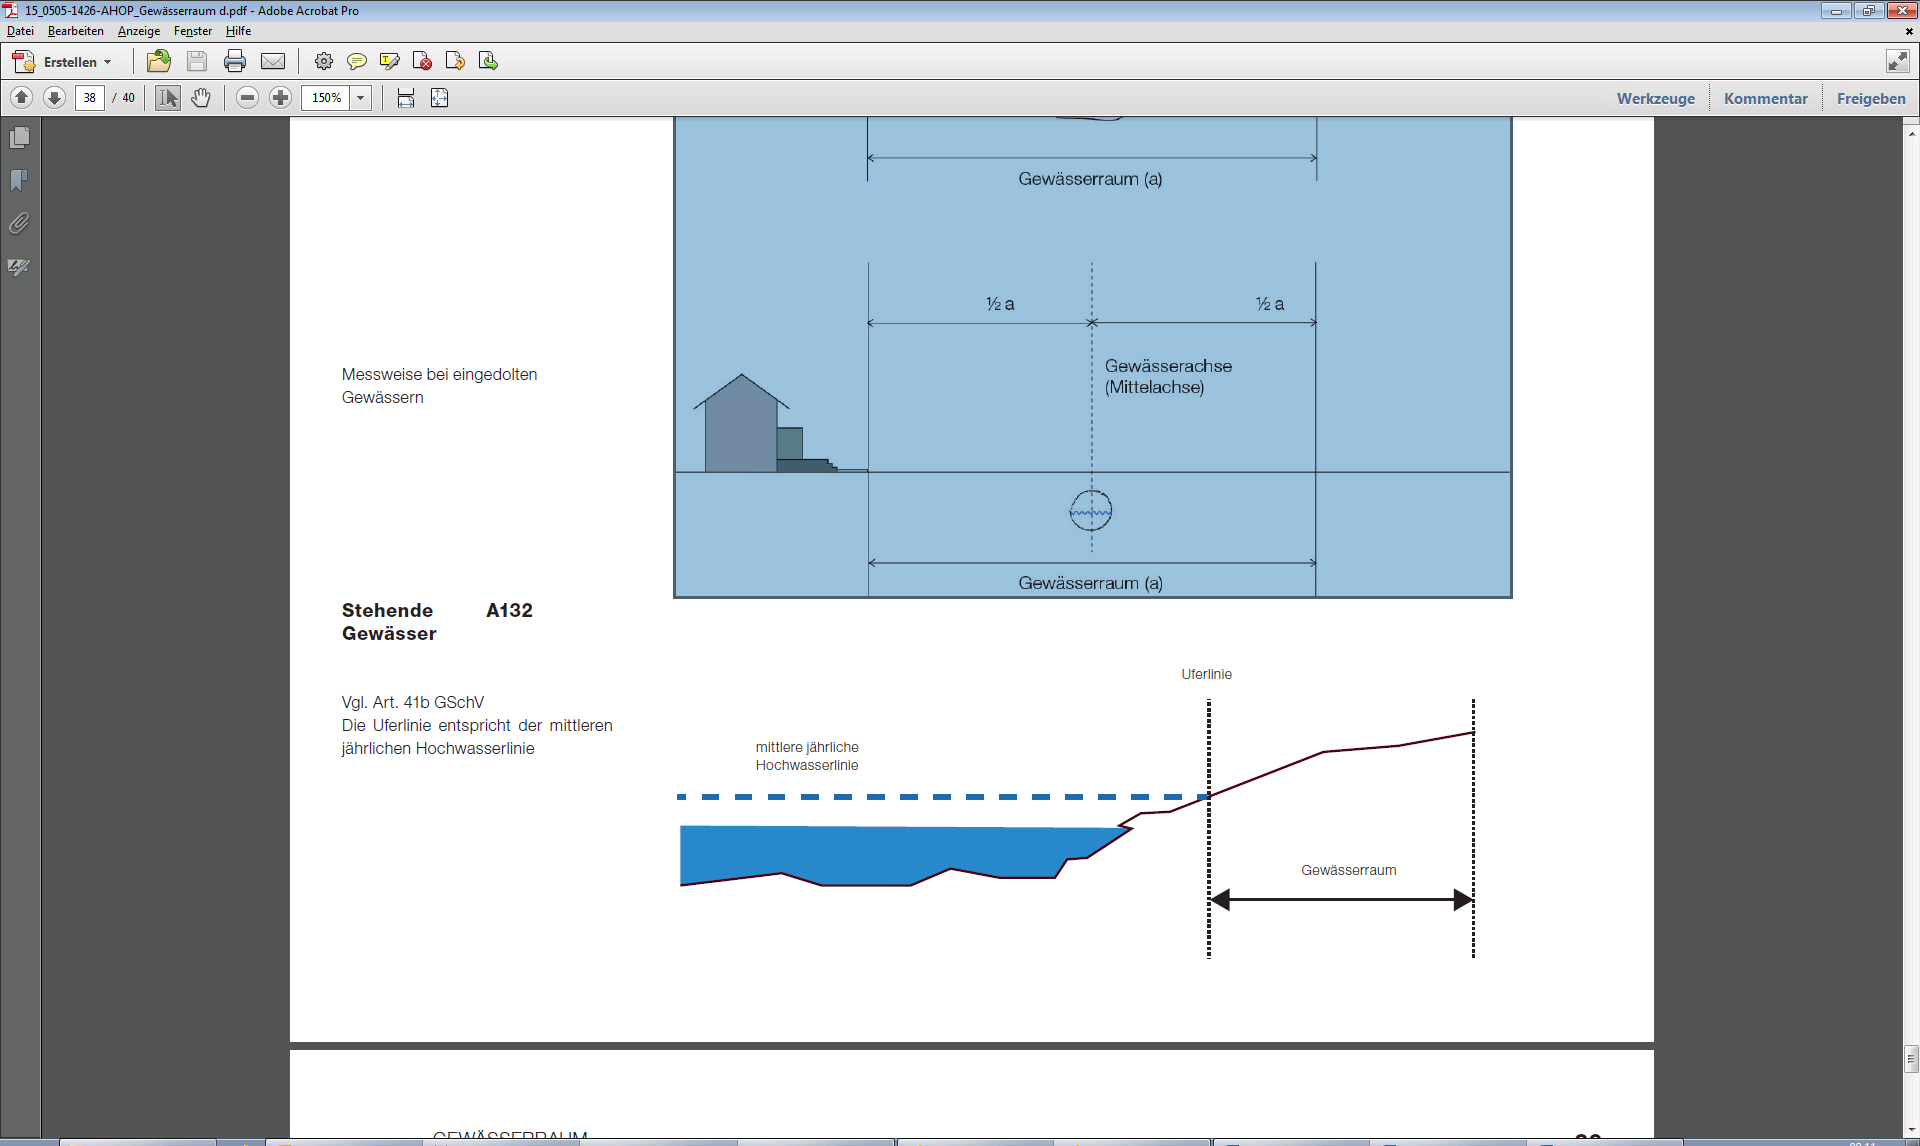 15_0505-1426-AHOP_Gewässerraum d.pdf - Adobe Acrobat Pro
Datei Bearbeiten Anzeige Fenster Hilfe
Erstellen
38 / 40 150% Werkzeuge Kommentar Freigeben
Gewässerraum (a)
½ a ½ a
Gewässerachse
(Mittelachse)
Messweise bei eingedolten
Gewässern
Gewässerraum (a)
Stehende A132
Gewässer
Uferlinie
Vgl. Art. 41b GSchV
Die Uferlinie entspricht der mittleren
jährlichen Hochwasserlinie
mittlere jährliche
Hochwasserlinie
Gewässerraum
GEWÄSSERRAUM